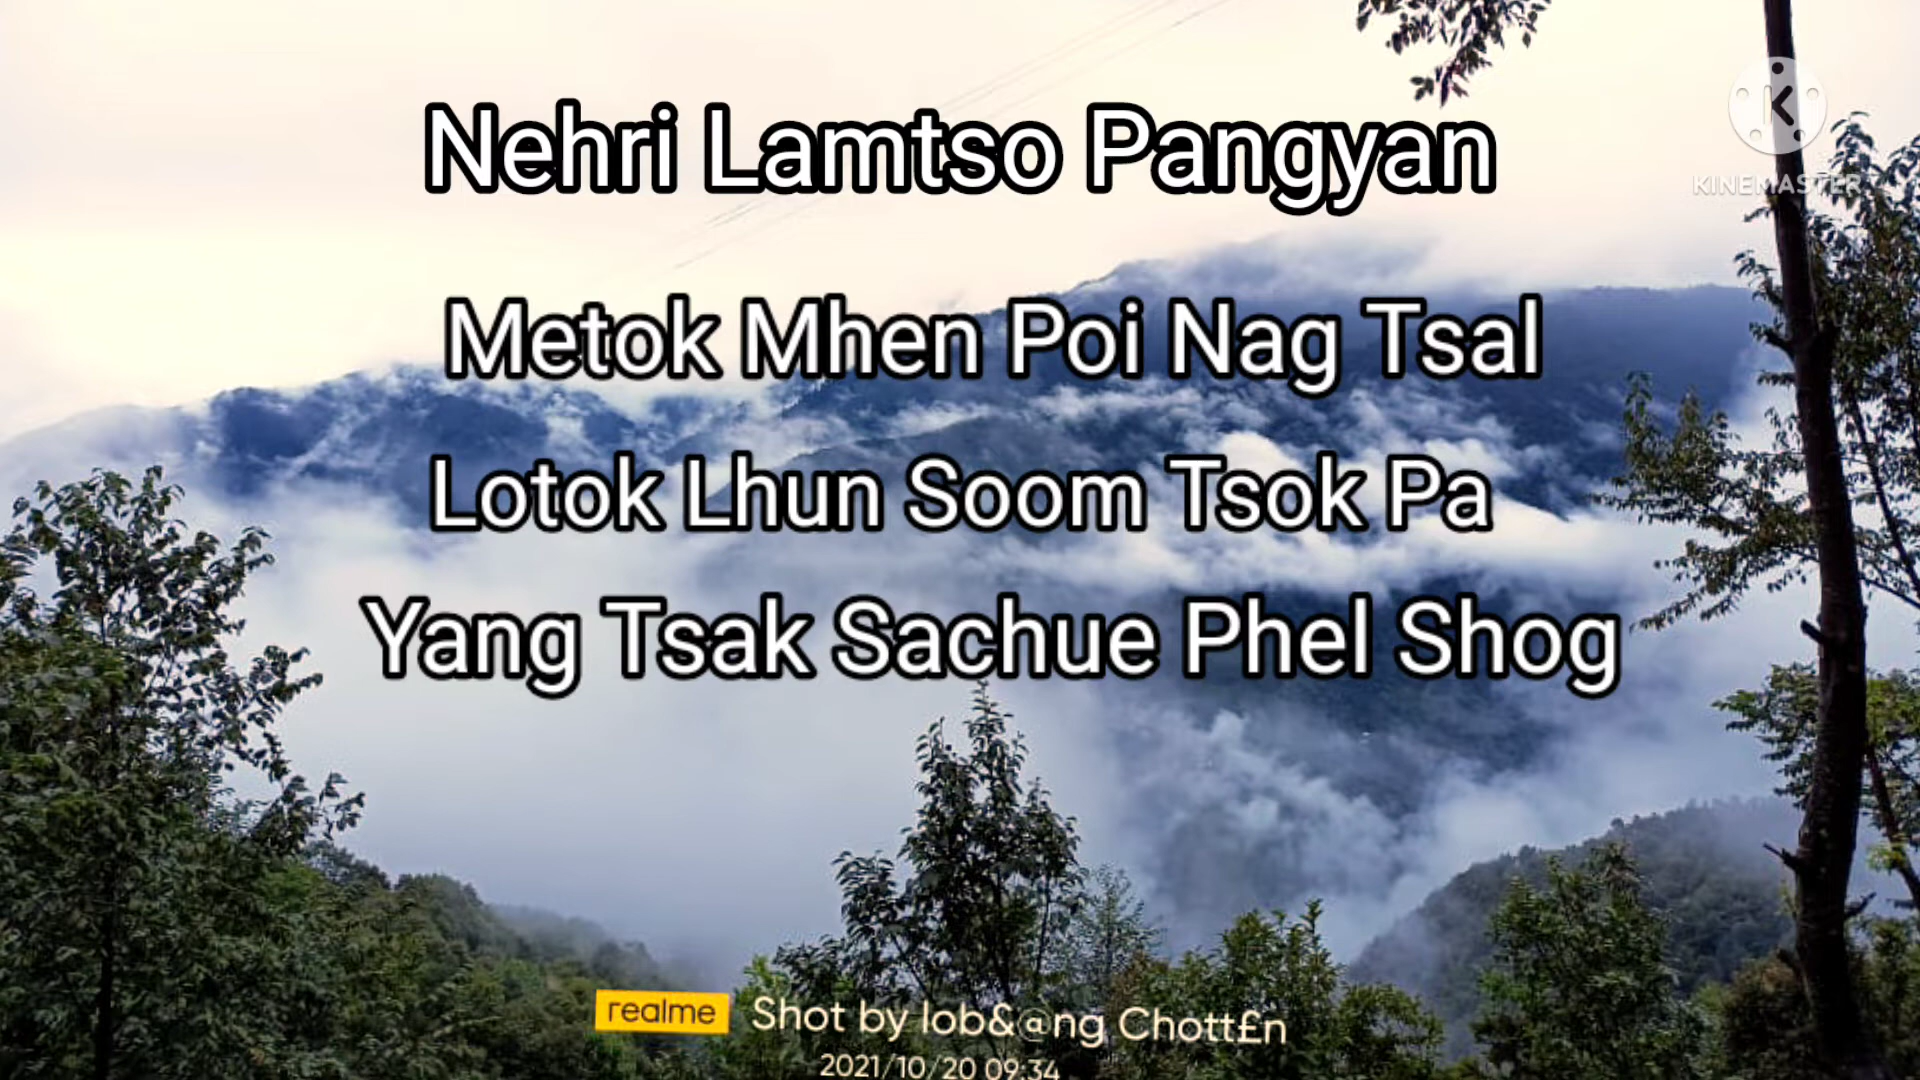 Nehri Lamtso Pangyan
KINEMASTER
Metok Mhen Poi Nag Tsal
Lotok Lhun Soom Tsok Pa
Yang Tsak Sachue Phel Shog
realme Shot by lob&@ng Chott£n
2021/10/20 09:34